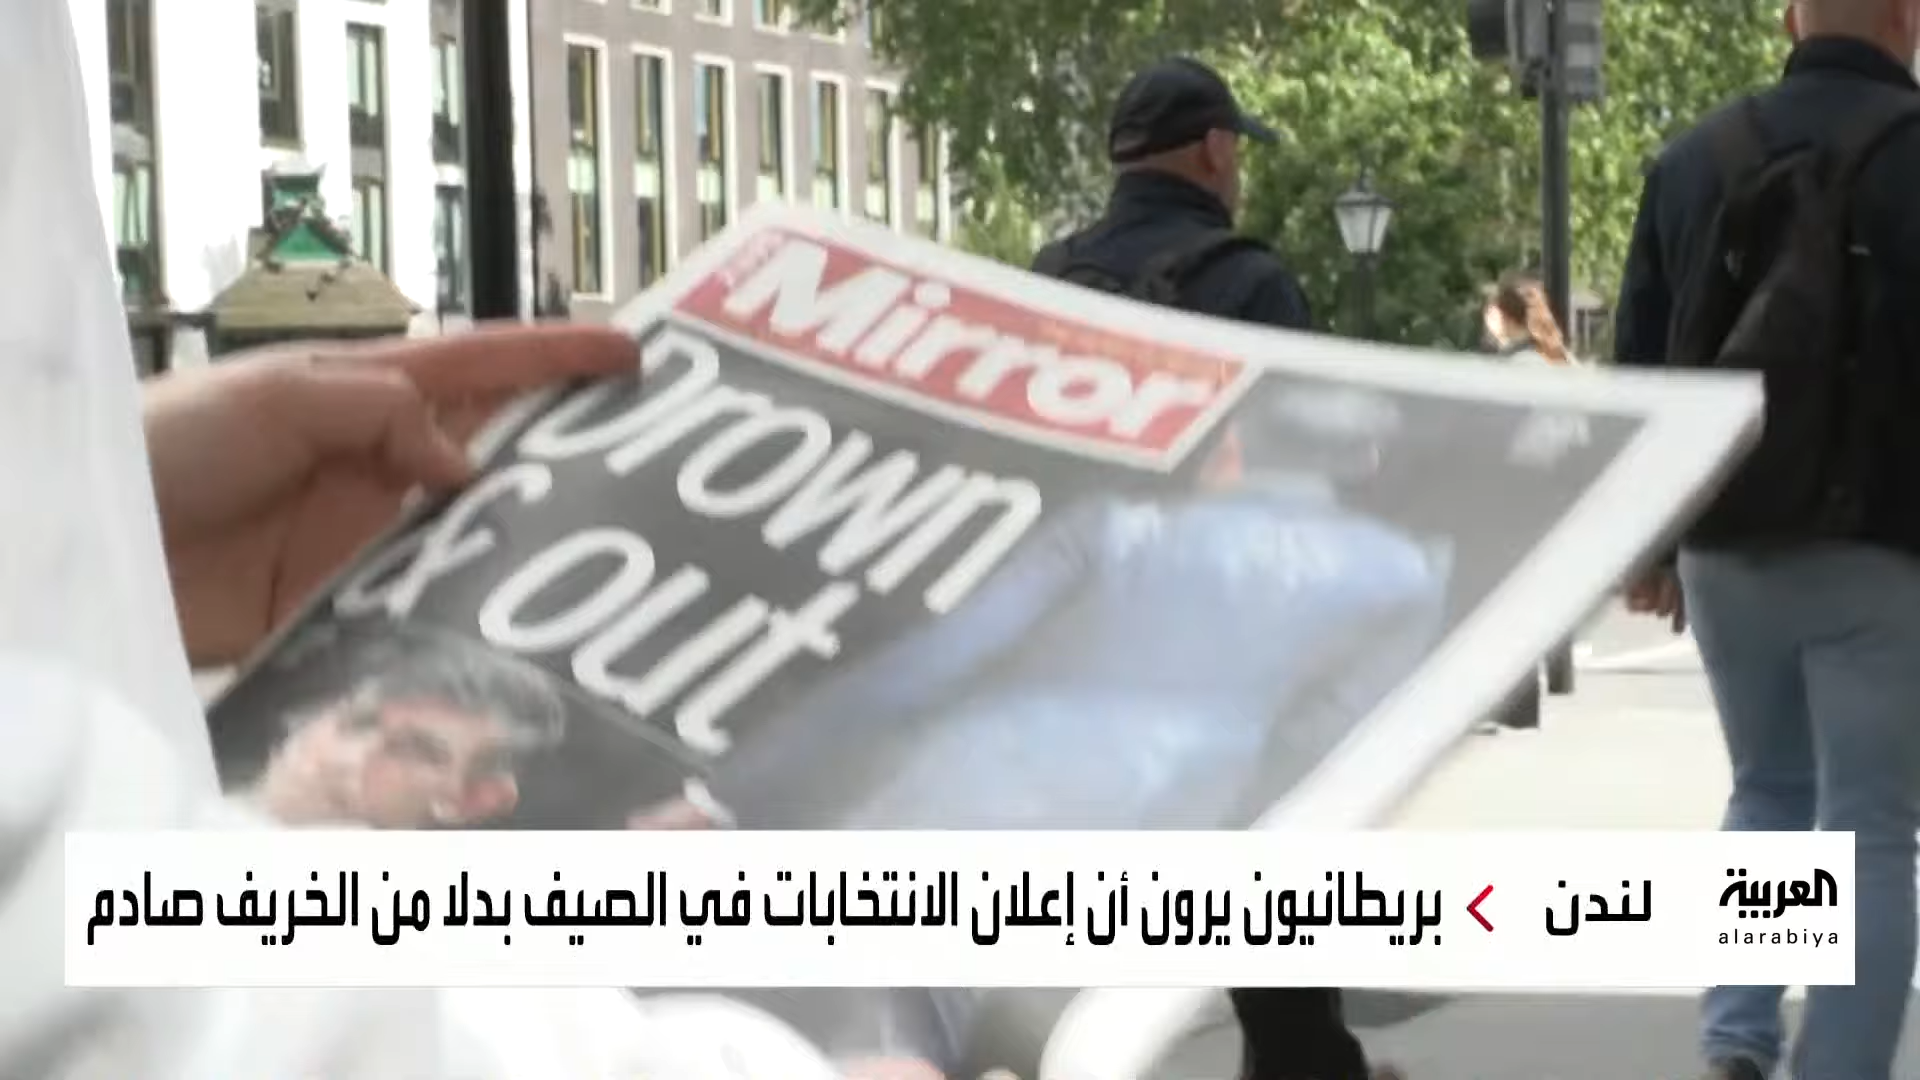 Mirror
Drown
& out
العربية
alarabiya
لندن
بريطانيون يرون أن إعلان الانتخابات في الصيف بدلا من الخريف صادم